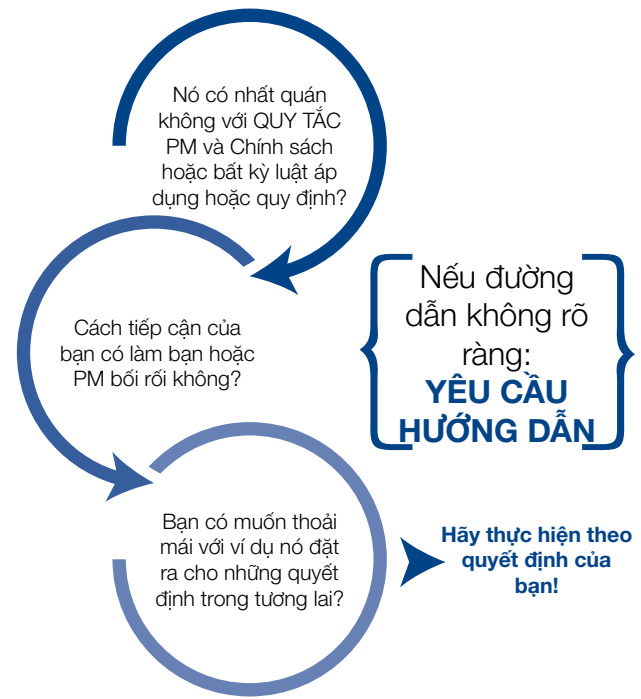 Nó có nhất quán
không với QUY TẮC
PM và Chính sách
hoặc bất kỳ luật áp
dụng hoặc quy định?
Cách tiếp cận của
bạn có làm bạn hoặc
PM bối rối không?
Nếu đường
dẫn không rõ
ràng:
YÊU CẦU
HƯỚNG DẪN
Bạn có muốn thoải
mái với ví dụ nó đặt
ra cho những quyết
định trong tương lai?
Hãy thực hiện theo
quyết định của
bạn!